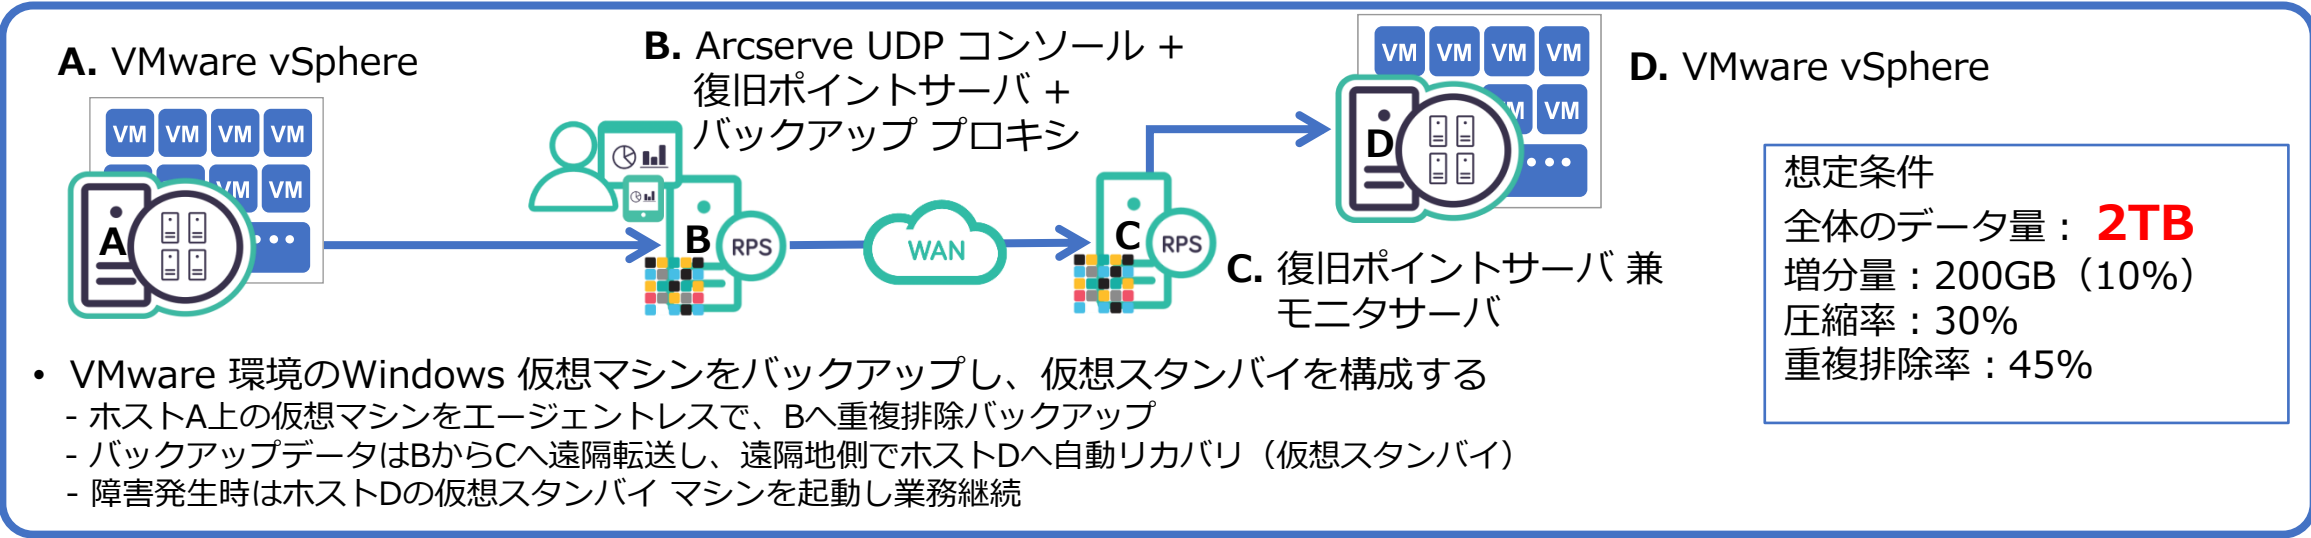 A. VMware vSphere
VM VM VM VM
VM VM
A
B. Arcserve UDP コンソール +
復旧ポイントサーバ +
バックアップ プロキシ
B RPS
WAN
C RPS
C. 復旧ポイントサーバ 兼
モニタサーバ
VM VM VM VM
VM
D
D. VMware vSphere
想定条件
全体のデータ量： 2TB
増分量：200GB（10%）
圧縮率：30%
重複排除率：45%
• VMware 環境のWindows 仮想マシンをバックアップし、仮想スタンバイを構成する
- ホストA上の仮想マシンをエージェントレスで、Bへ重複排除バックアップ
- バックアップデータはBからCへ遠隔転送し、遠隔地側でホストDへ自動リカバリ（仮想スタンバイ）
- 障害発生時はホストDの仮想スタンバイ マシンを起動し業務継続